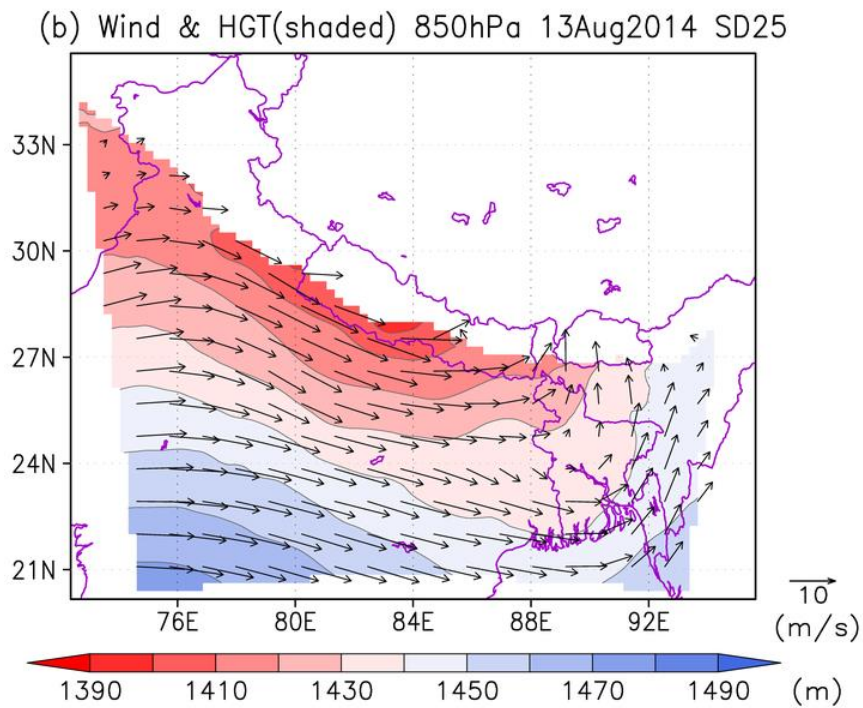 (b) Wind & HGT(shaded) 850hPa 13Aug2014 SD25
33N
30N
27N
24N
21N
76E 80E 84E 88E 92E
10
(m/s)
1390 1410 1430 1450 1470 1490 (m)